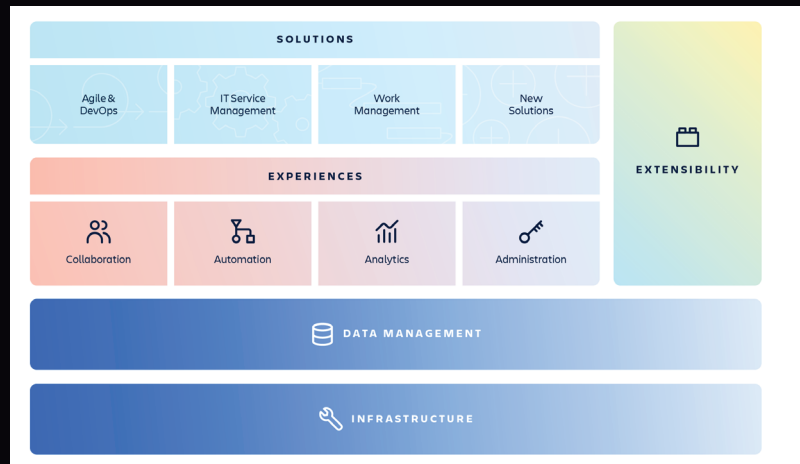 SOLUTIONS
Agile &
DevOps
IT Service
Management
Work
Management
New
Solutions
EXPERIENCES
Collaboration
Automation
Analytics
Administration
EXTENSIBILITY
DATA MANAGEMENT
INFRASTRUCTURE